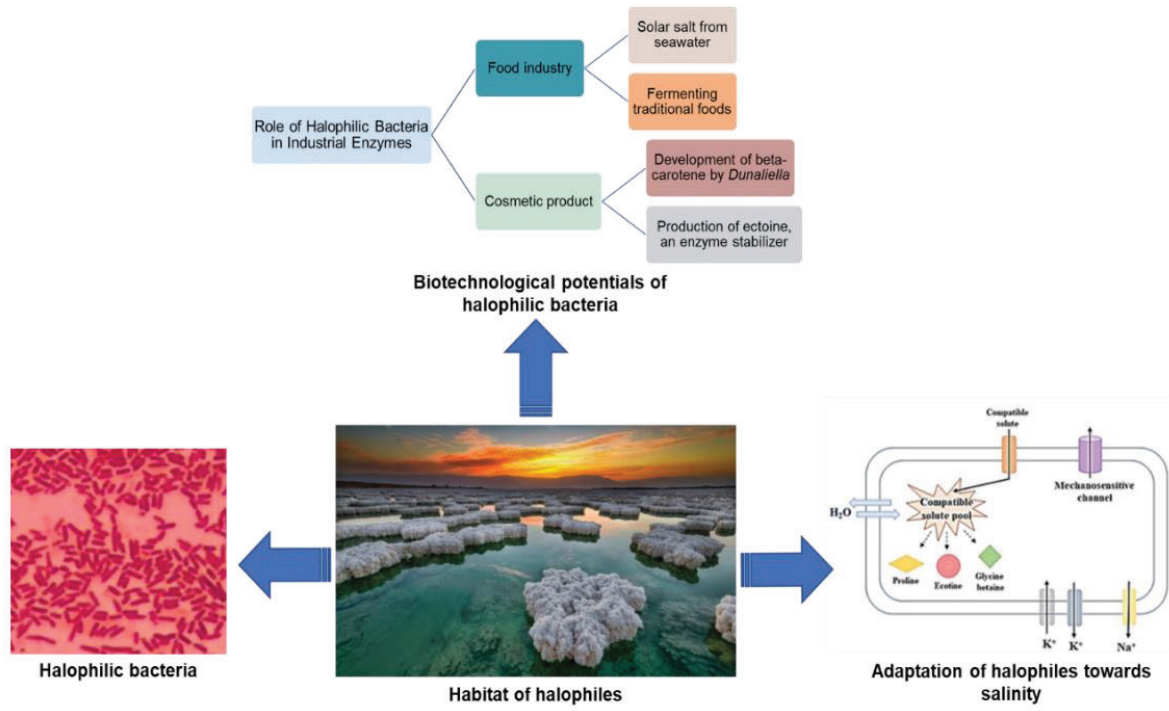 Solar salt from
seawater
Food industry
Fermenting
traditional foods
Role of Halophilic Bacteria
in Industrial Enzymes
Development of beta-
carotene by Dunaliella
Cosmetic product
Production of ectoine,
an enzyme stabilizer
Biotechnological potentials of
halophilic bacteria
Halophilic bacteria
Habitat of halophiles
Compatible
solute
Mechanosensitive
channel
Compatible
solute pool
H₂O
Proline
Ecotine
Glycine
betaine
K⁺
K⁺
Na⁺
Adaptation of halophiles towards
salinity